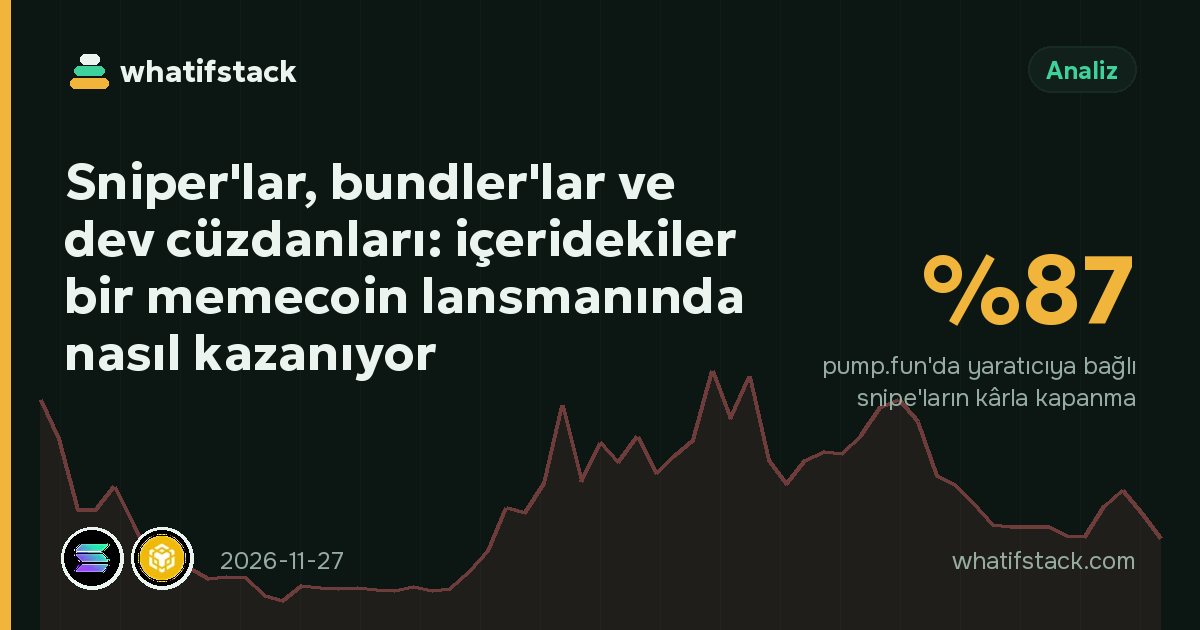 whatifstack
Analiz
Sniper'lar, bundler'lar ve
dev cüzdanları: içeridekiler
bir memecoin lansmanında
nasıl kazanıyor
%87
pump.fun'da yaratıcıya bağlı
snipe'ların kârla kapanma
2026-11-27
whatifstack.com